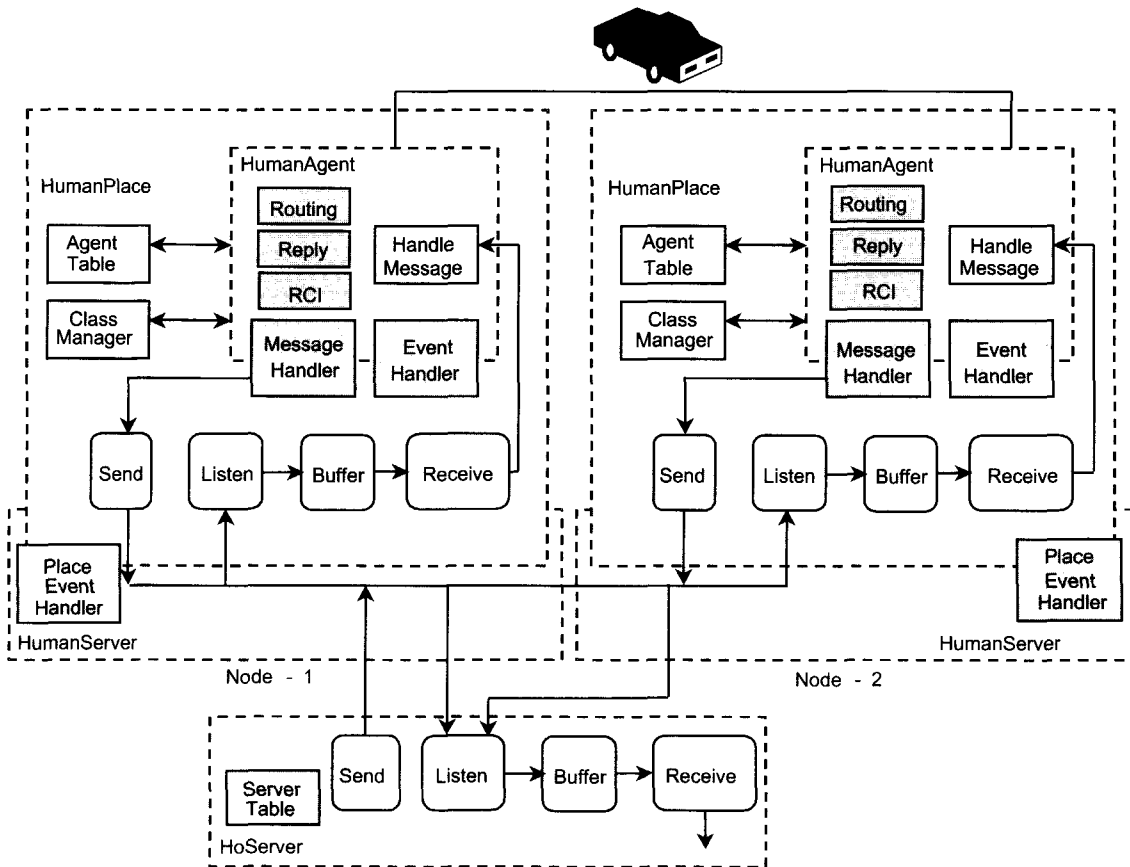 HumanAgent
HumanPlace
Routing
Agent
Table
Reply
Handle
Message
RCI
Class
Manager
Message
Handler
Event
Handler
Send
Listen
Buffer
Receive
Place
Event
Handler
HumanServer
Node - 1
HumanAgent
HumanPlace
Routing
Agent
Table
Reply
Handle
Message
RCI
Class
Manager
Message
Handler
Event
Handler
Send
Listen
Buffer
Receive
Place
Event
Handler
HumanServer
Node - 2
Send
Listen
Buffer
Receive
Server
Table
HoServer